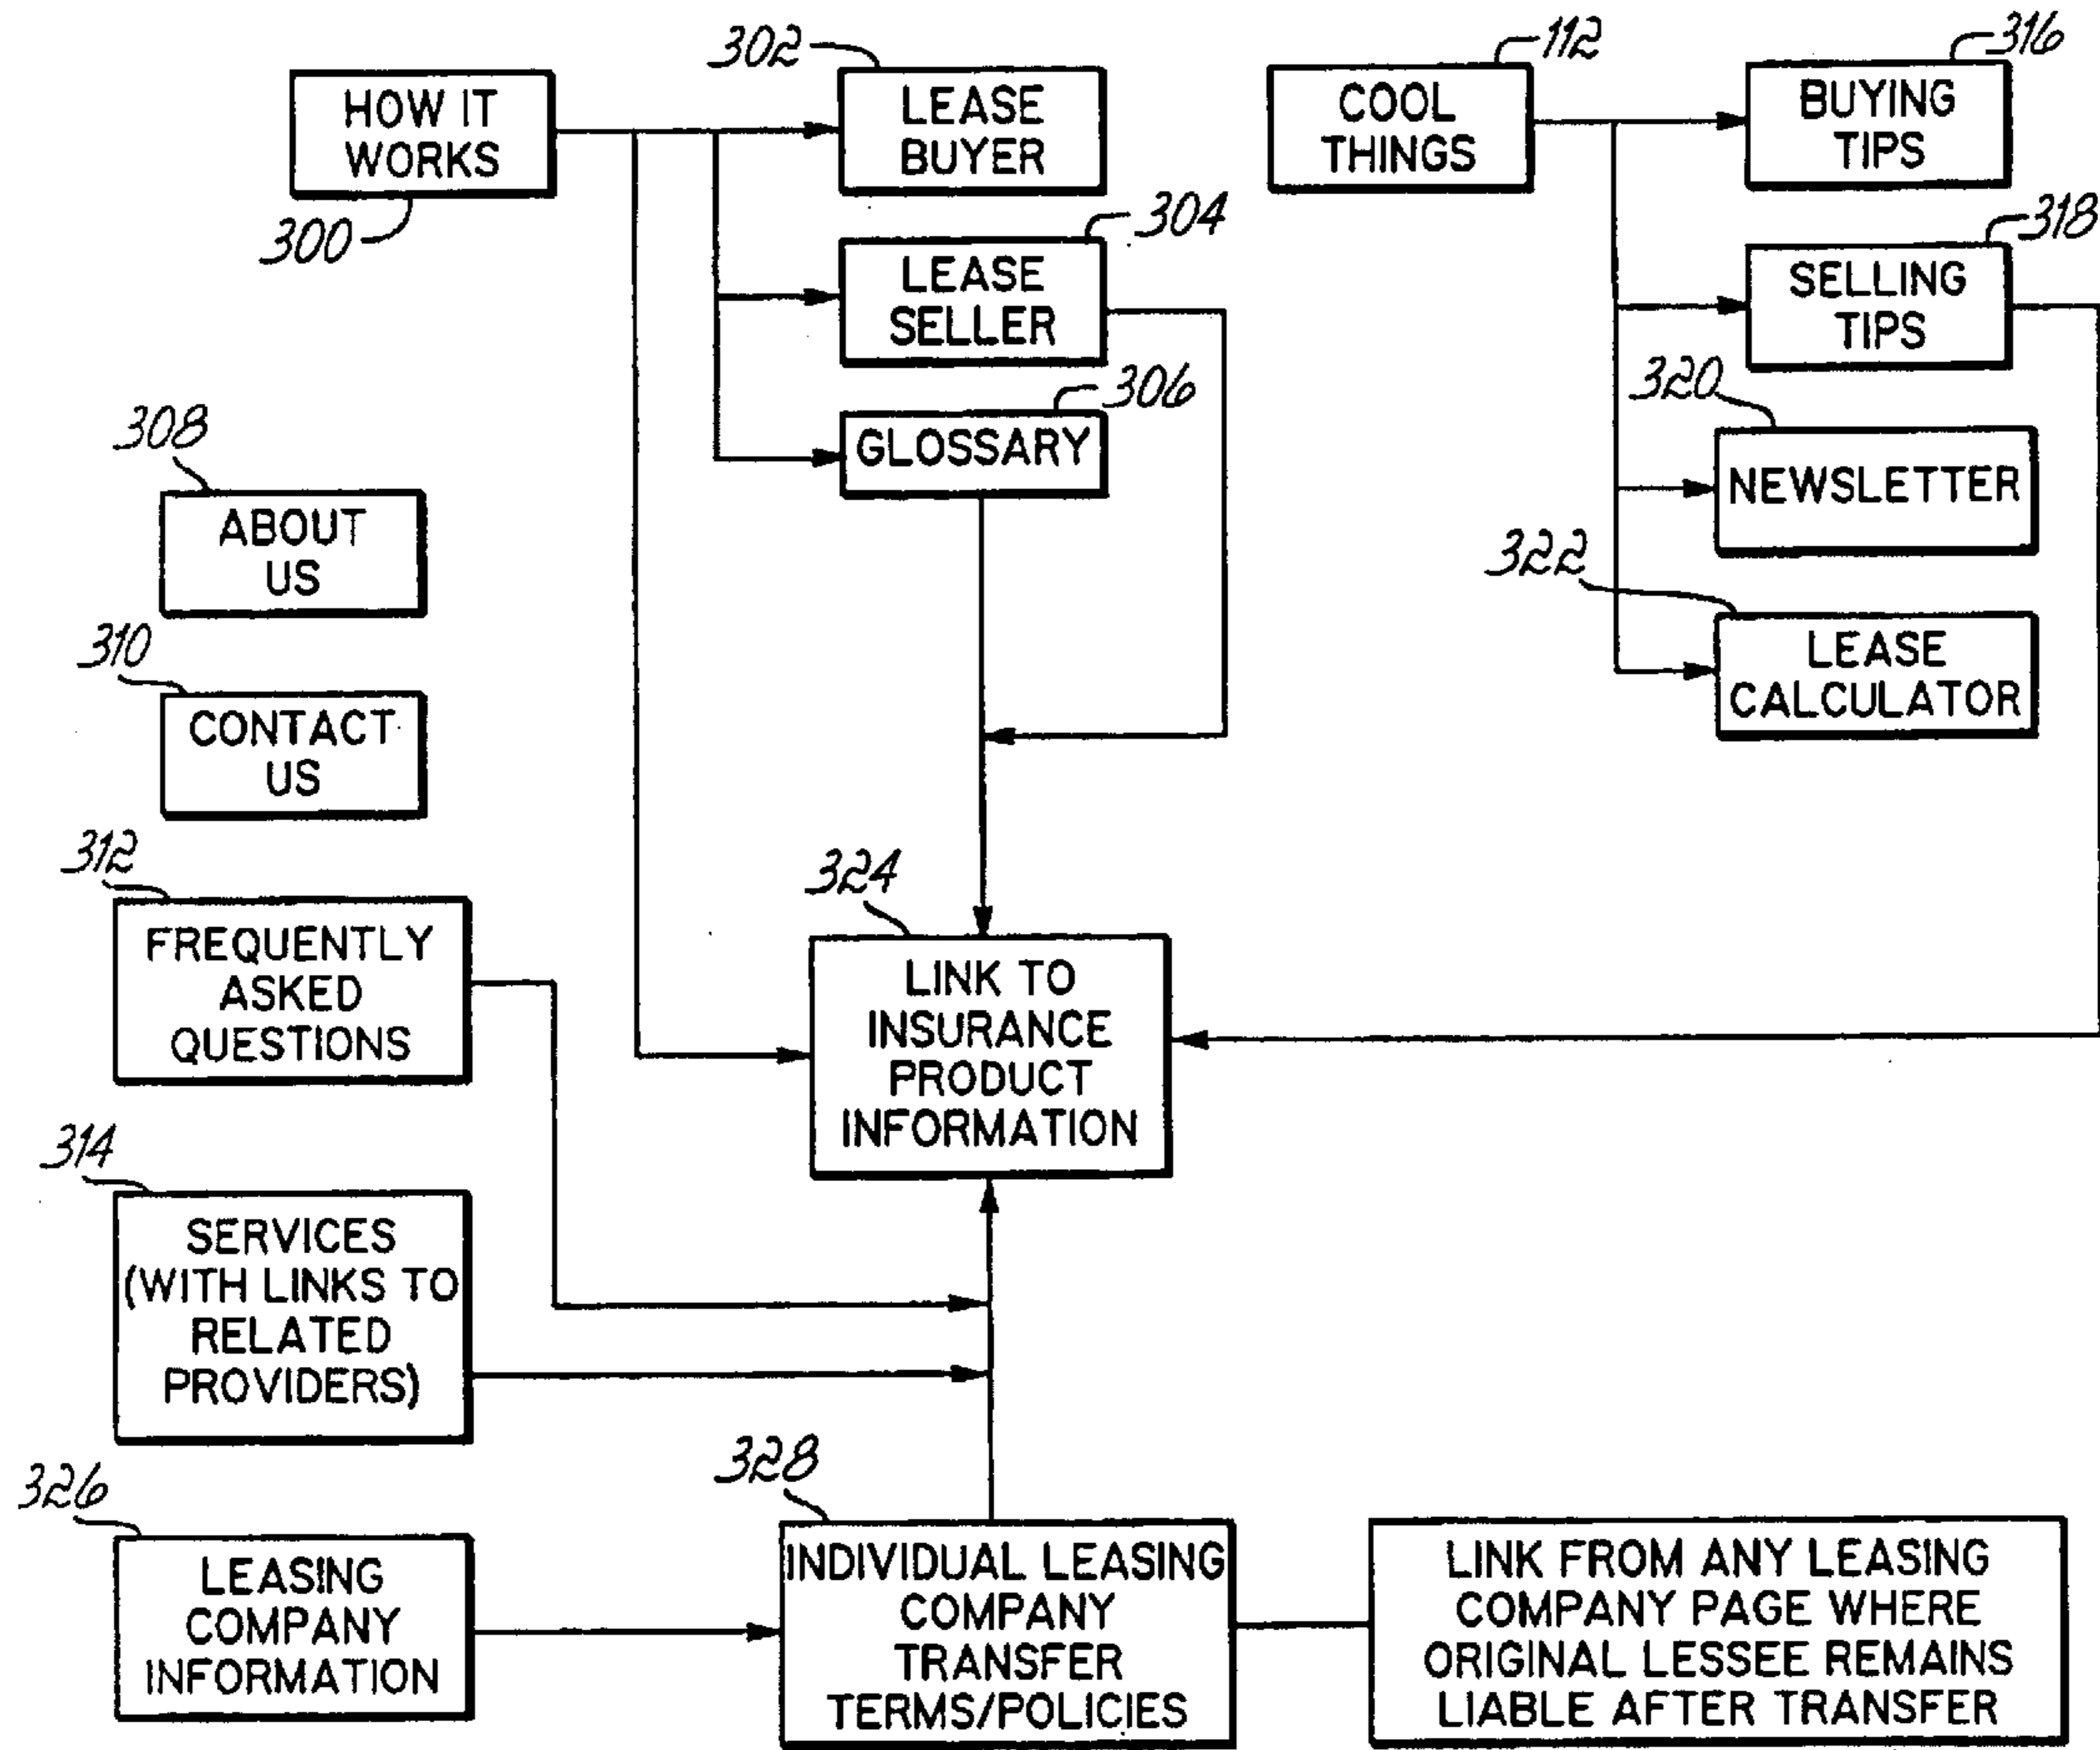 302
112
316
HOW IT
WORKS
LEASE
BUYER
COOL
THINGS
BUYING
TIPS
300
304
318
LEASE
SELLER
SELLING
TIPS
306
320
308
GLOSSARY
NEWSLETTER
ABOUT
US
322
310
LEASE
CALCULATOR
CONTACT
US
312
324
FREQUENTLY
ASKED
QUESTIONS
LINK TO
INSURANCE
PRODUCT
INFORMATION
314
SERVICES
(WITH LINKS TO
RELATED
PROVIDERS)
326
328
LEASING
COMPANY
INFORMATION
INDIVIDUAL LEASING
COMPANY
TRANSFER
TERMS/POLICIES
LINK FROM ANY LEASING
COMPANY PAGE WHERE
ORIGINAL LESSEE REMAINS
LIABLE AFTER TRANSFER